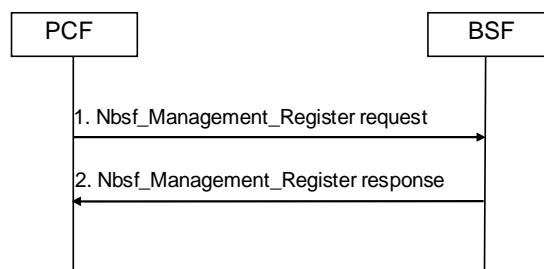 PCF
BSF
1. Nbsf_Management_Register request
2. Nbsf_Management_Register response